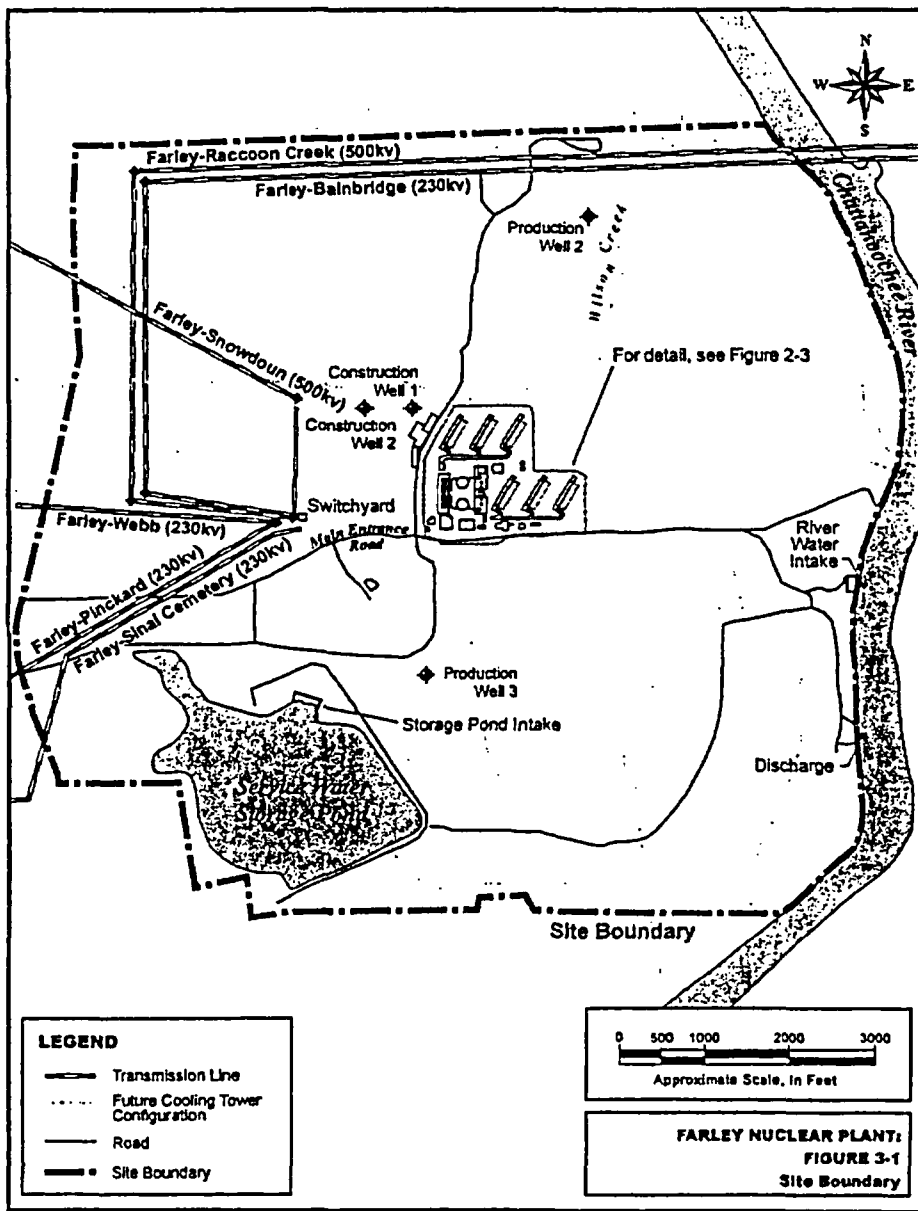 N
W E
S
Farley-Raccoon Creek (500kv)
Farley-Bainbridge (230kv)
Chattahoochee River
Production
Well 2
Wilson Creek
Farley-Snowdoun (500kv)
For detail, see Figure 2-3
Construction
Well 1
Construction
Well 2
Switchyard
Farley-Webb (230kv)
Main Entrance
Road
River
Water
Intake
Farley-Pinckard (230kv)
Farley-Sinai Cemetery (230kv)
Production
Well 3
Storage Pond Intake
Discharge
Service Water
Storage Pond
Site Boundary
LEGEND
Transmission Line
Future Cooling Tower
Configuration
Road
Site Boundary
0 500 1000 2000 3000
Approximate Scale, In Feet
FARLEY NUCLEAR PLANT:
FIGURE 3-1
Site Boundary